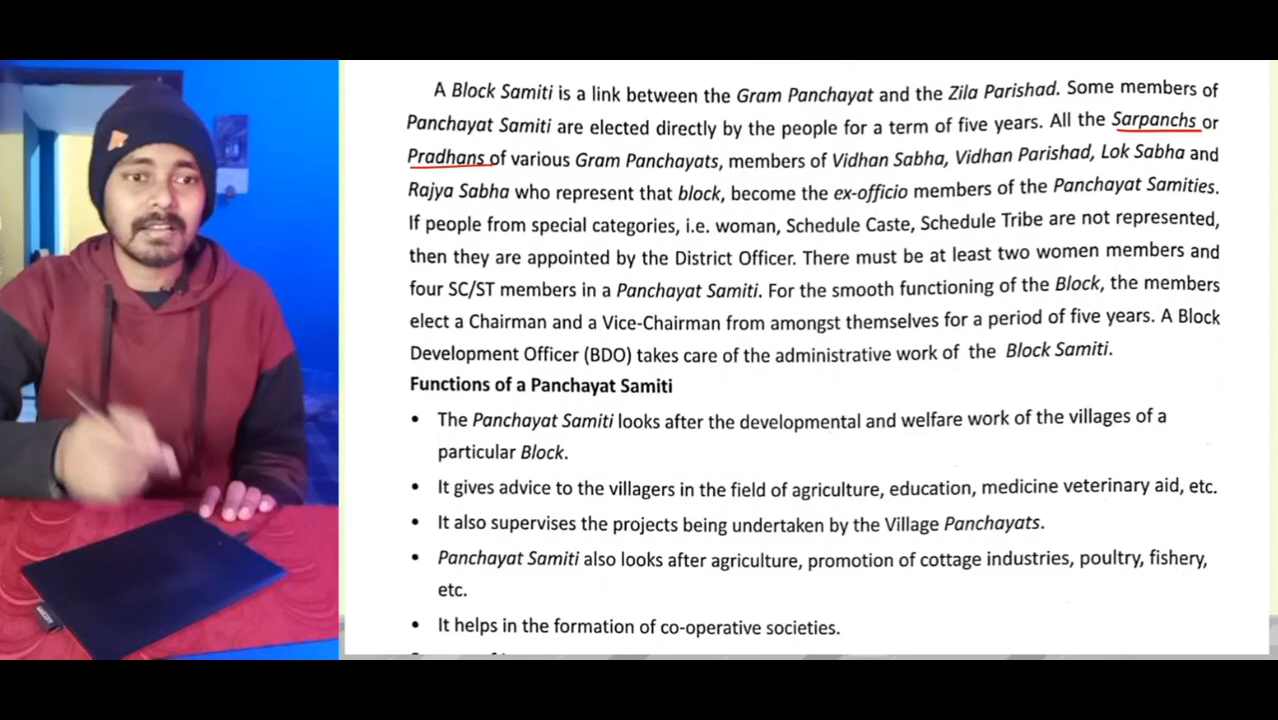 A Block Samiti is a link between the Gram Panchayat and the Zila Parishad. Some members of
Panchayat Samiti are elected directly by the people for a term of five years. All the Sarpanchs or
Pradhans of various Gram Panchayats, members of Vidhan Sabha, Vidhan Parishad, Lok Sabha and
Rajya Sabha who represent that block, become the ex-officio members of the Panchayat Samities.
If people from special categories, i.e. woman, Schedule Caste, Schedule Tribe are not represented,
then they are appointed by the District Officer. There must be at least two women members and
four SC/ST members in a Panchayat Samiti. For the smooth functioning of the Block, the members
elect a Chairman and a Vice-Chairman from amongst themselves for a period of five years. A Block
Development Officer (BDO) takes care of the administrative work of the Block Samiti.
Functions of a Panchayat Samiti
• The Panchayat Samiti looks after the developmental and welfare work of the villages of a
particular Block.
• It gives advice to the villagers in the field of agriculture, education, medicine veterinary aid, etc.
• It also supervises the projects being undertaken by the Village Panchayats.
• Panchayat Samiti also looks after agriculture, promotion of cottage industries, poultry, fishery,
etc.
• It helps in the formation of co-operative societies.